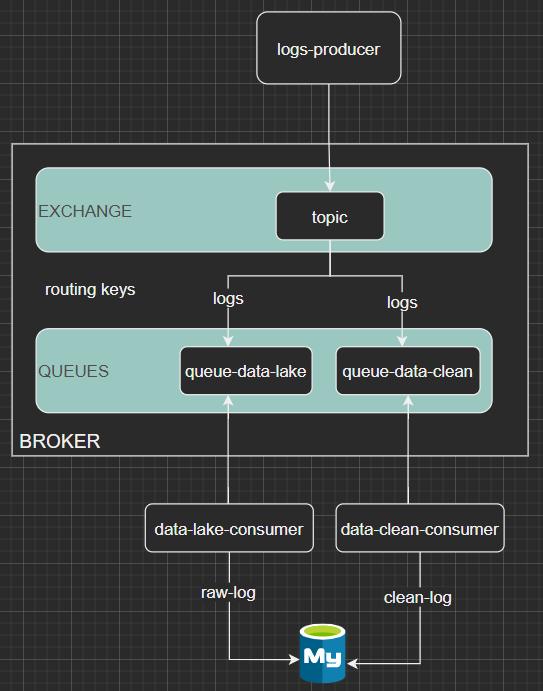 logs-producer
EXCHANGE
topic
routing keys
logs
logs
QUEUES
queue-data-lake
queue-data-clean
BROKER
data-lake-consumer
data-clean-consumer
raw-log
clean-log
My